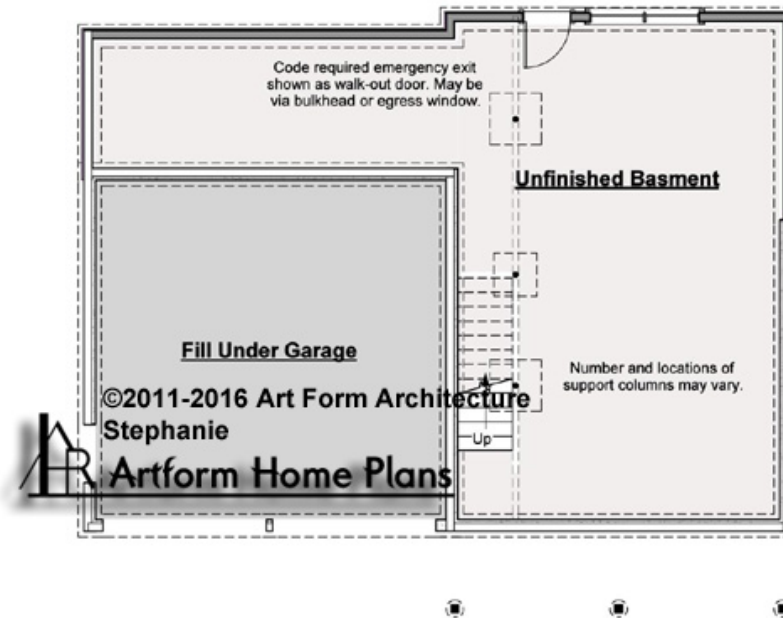 Code required emergency exit
shown as walk-out door. May be
via bulkhead or egress window.
Unfinished Basment
Fill Under Garage
Number and locations of
support columns may vary.
©2011-2016 Art Form Architecture
Stephanie
Up
Artform Home Plans